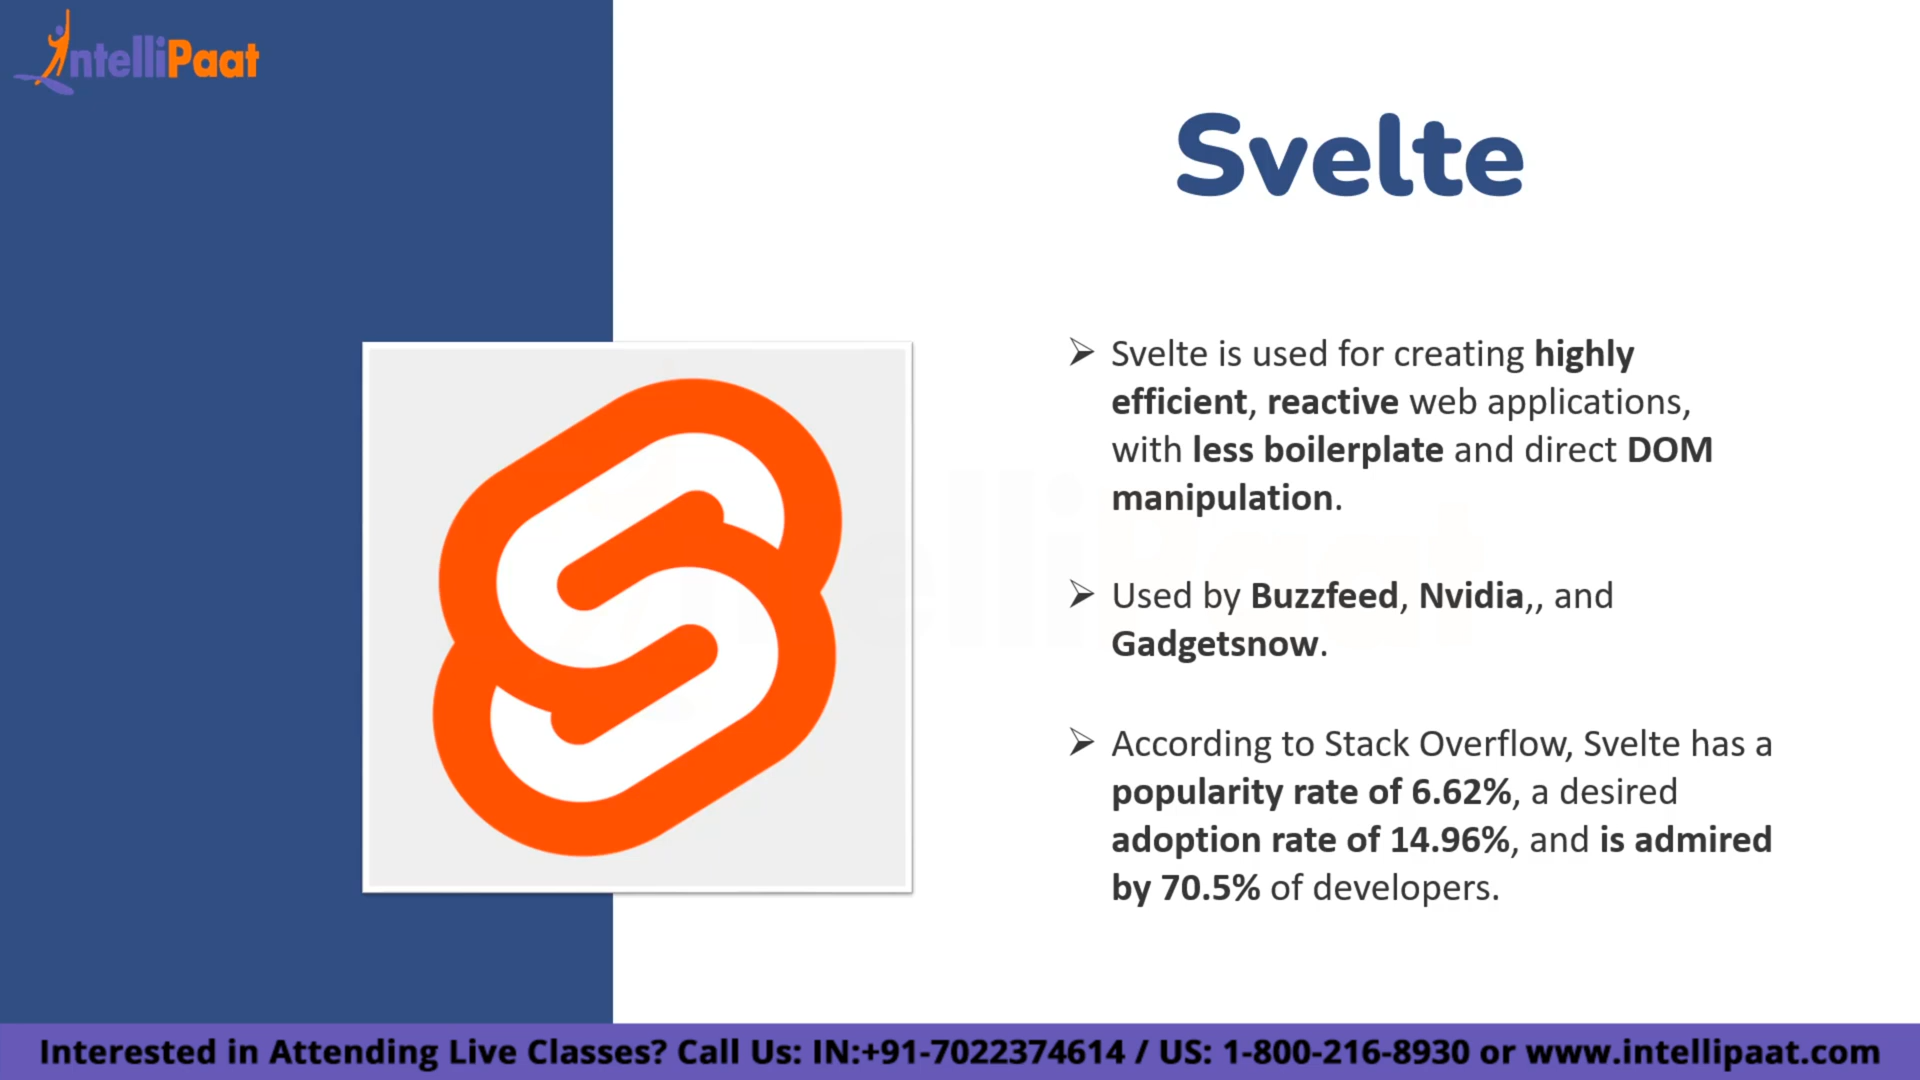 IntelliPaat
Svelte
Svelte is used for creating highly
efficient, reactive web applications,
with less boilerplate and direct DOM
manipulation.
Used by Buzzfeed, Nvidia,, and
Gadgetsnow.
According to Stack Overflow, Svelte has a
popularity rate of 6.62%, a desired
adoption rate of 14.96%, and is admired
by 70.5% of developers.
Interested in Attending Live Classes? Call Us: IN:+91-7022374614 / US: 1-800-216-8930 or www.intellipaat.com